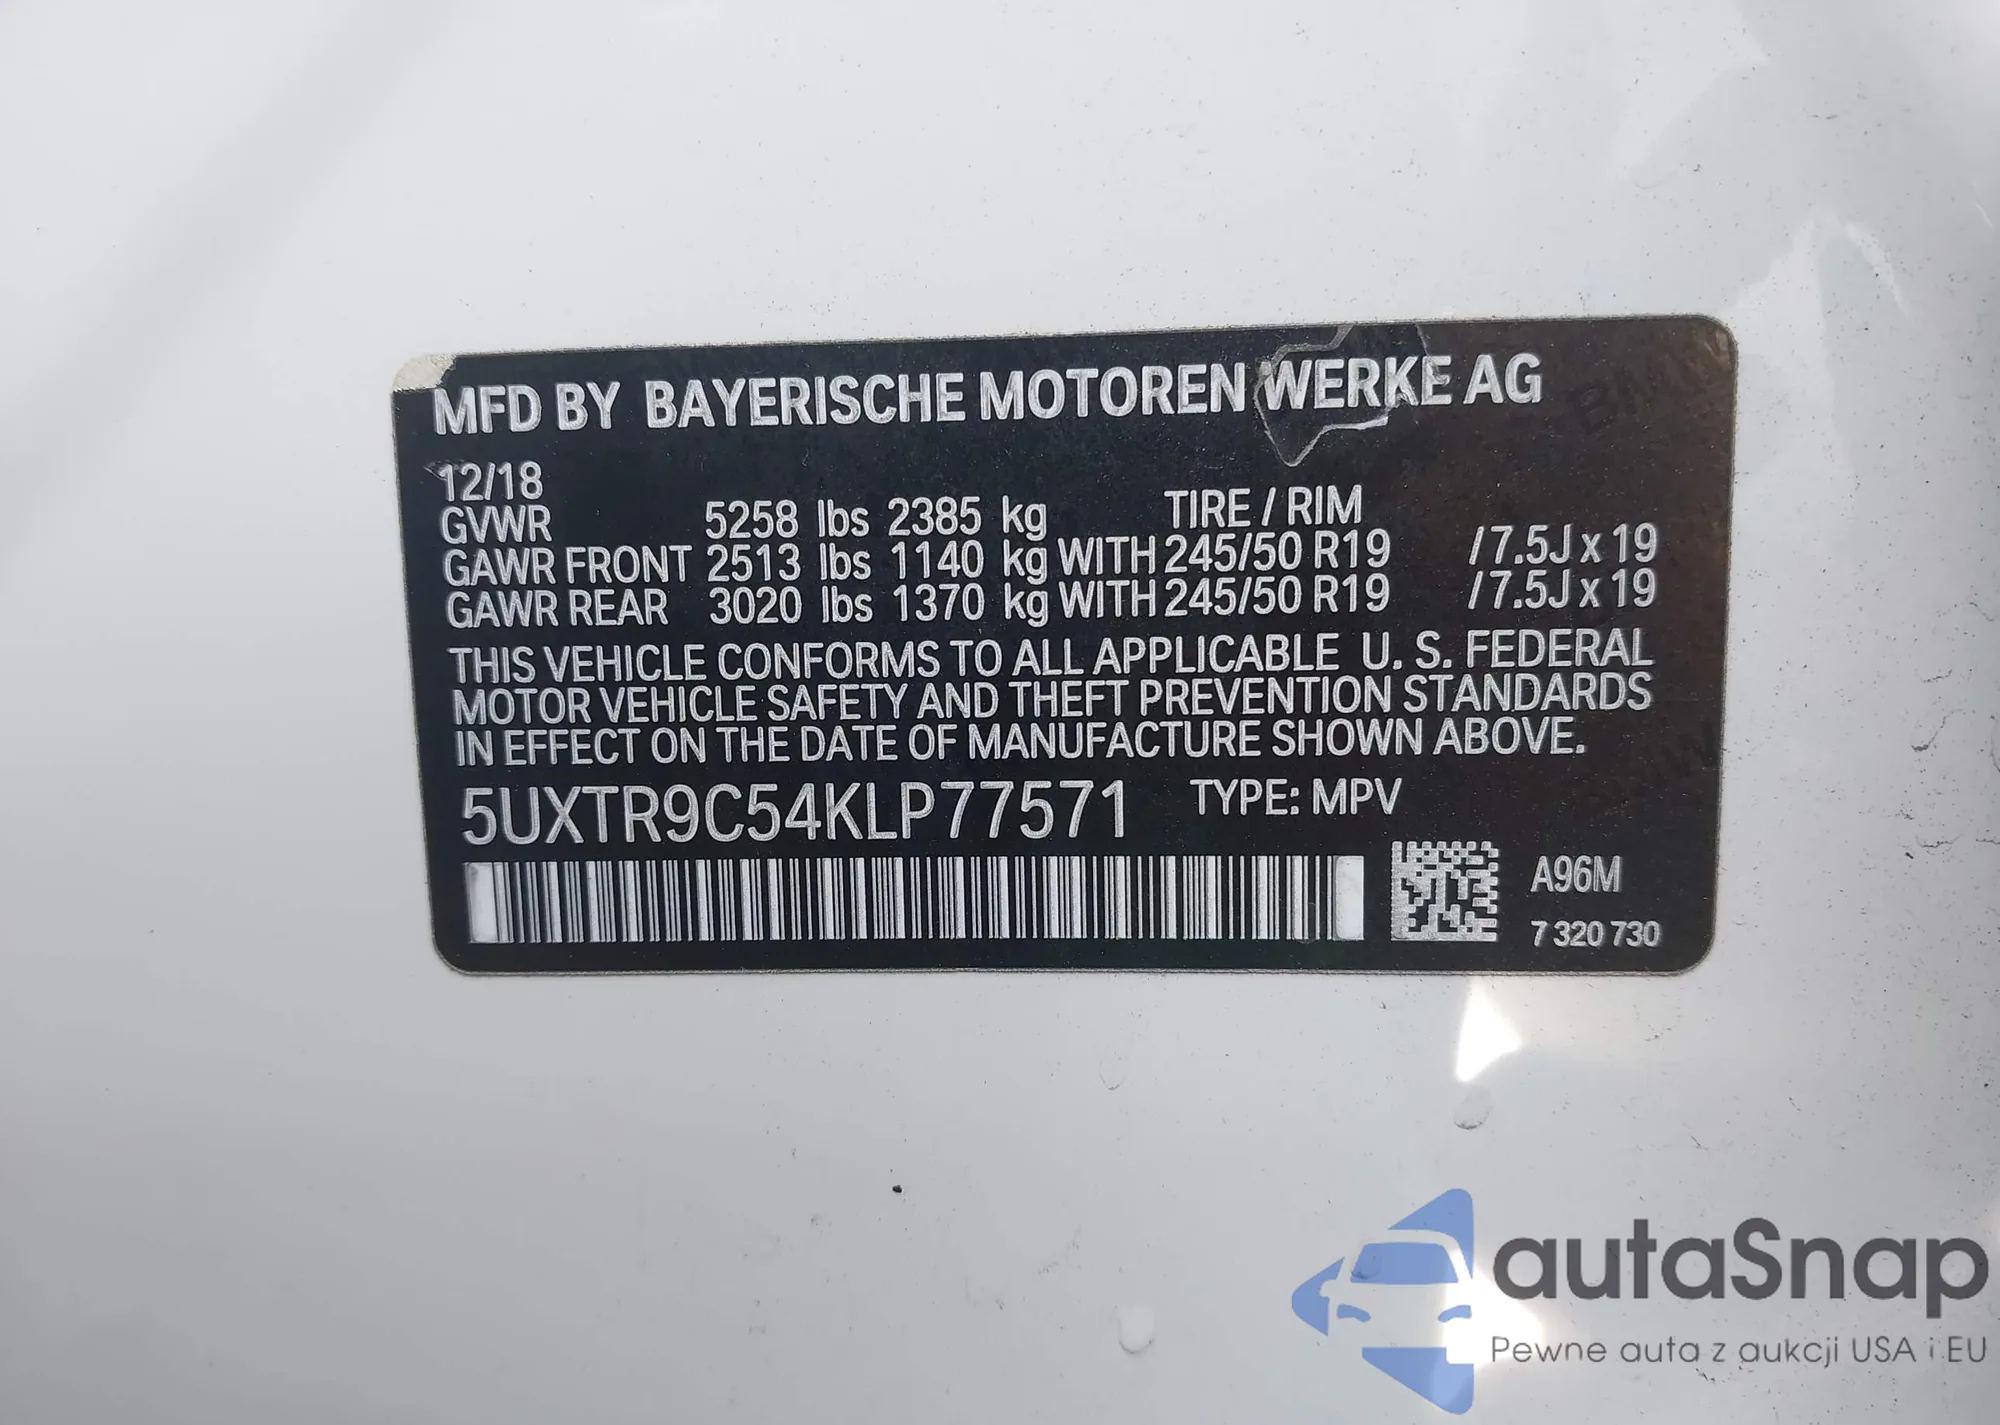 MFD BY BAYERISCHE MOTOREN WERKE AG
12/18
GVWR 5258 lbs 2385 kg TIRE / RIM
GAWR FRONT 2513 lbs 1140 kg WITH 245/50 R19 /7.5J x 19
GAWR REAR 3020 lbs 1370 kg WITH 245/50 R19 /7.5J x 19
THIS VEHICLE CONFORMS TO ALL APPLICABLE U. S. FEDERAL
MOTOR VEHICLE SAFETY AND THEFT PREVENTION STANDARDS
IN EFFECT ON THE DATE OF MANUFACTURE SHOWN ABOVE.
5UXTR9C54KLP77571 TYPE: MPV
A96M
7 320 730
autaSnap
Pewne auta z aukcji USA i EU